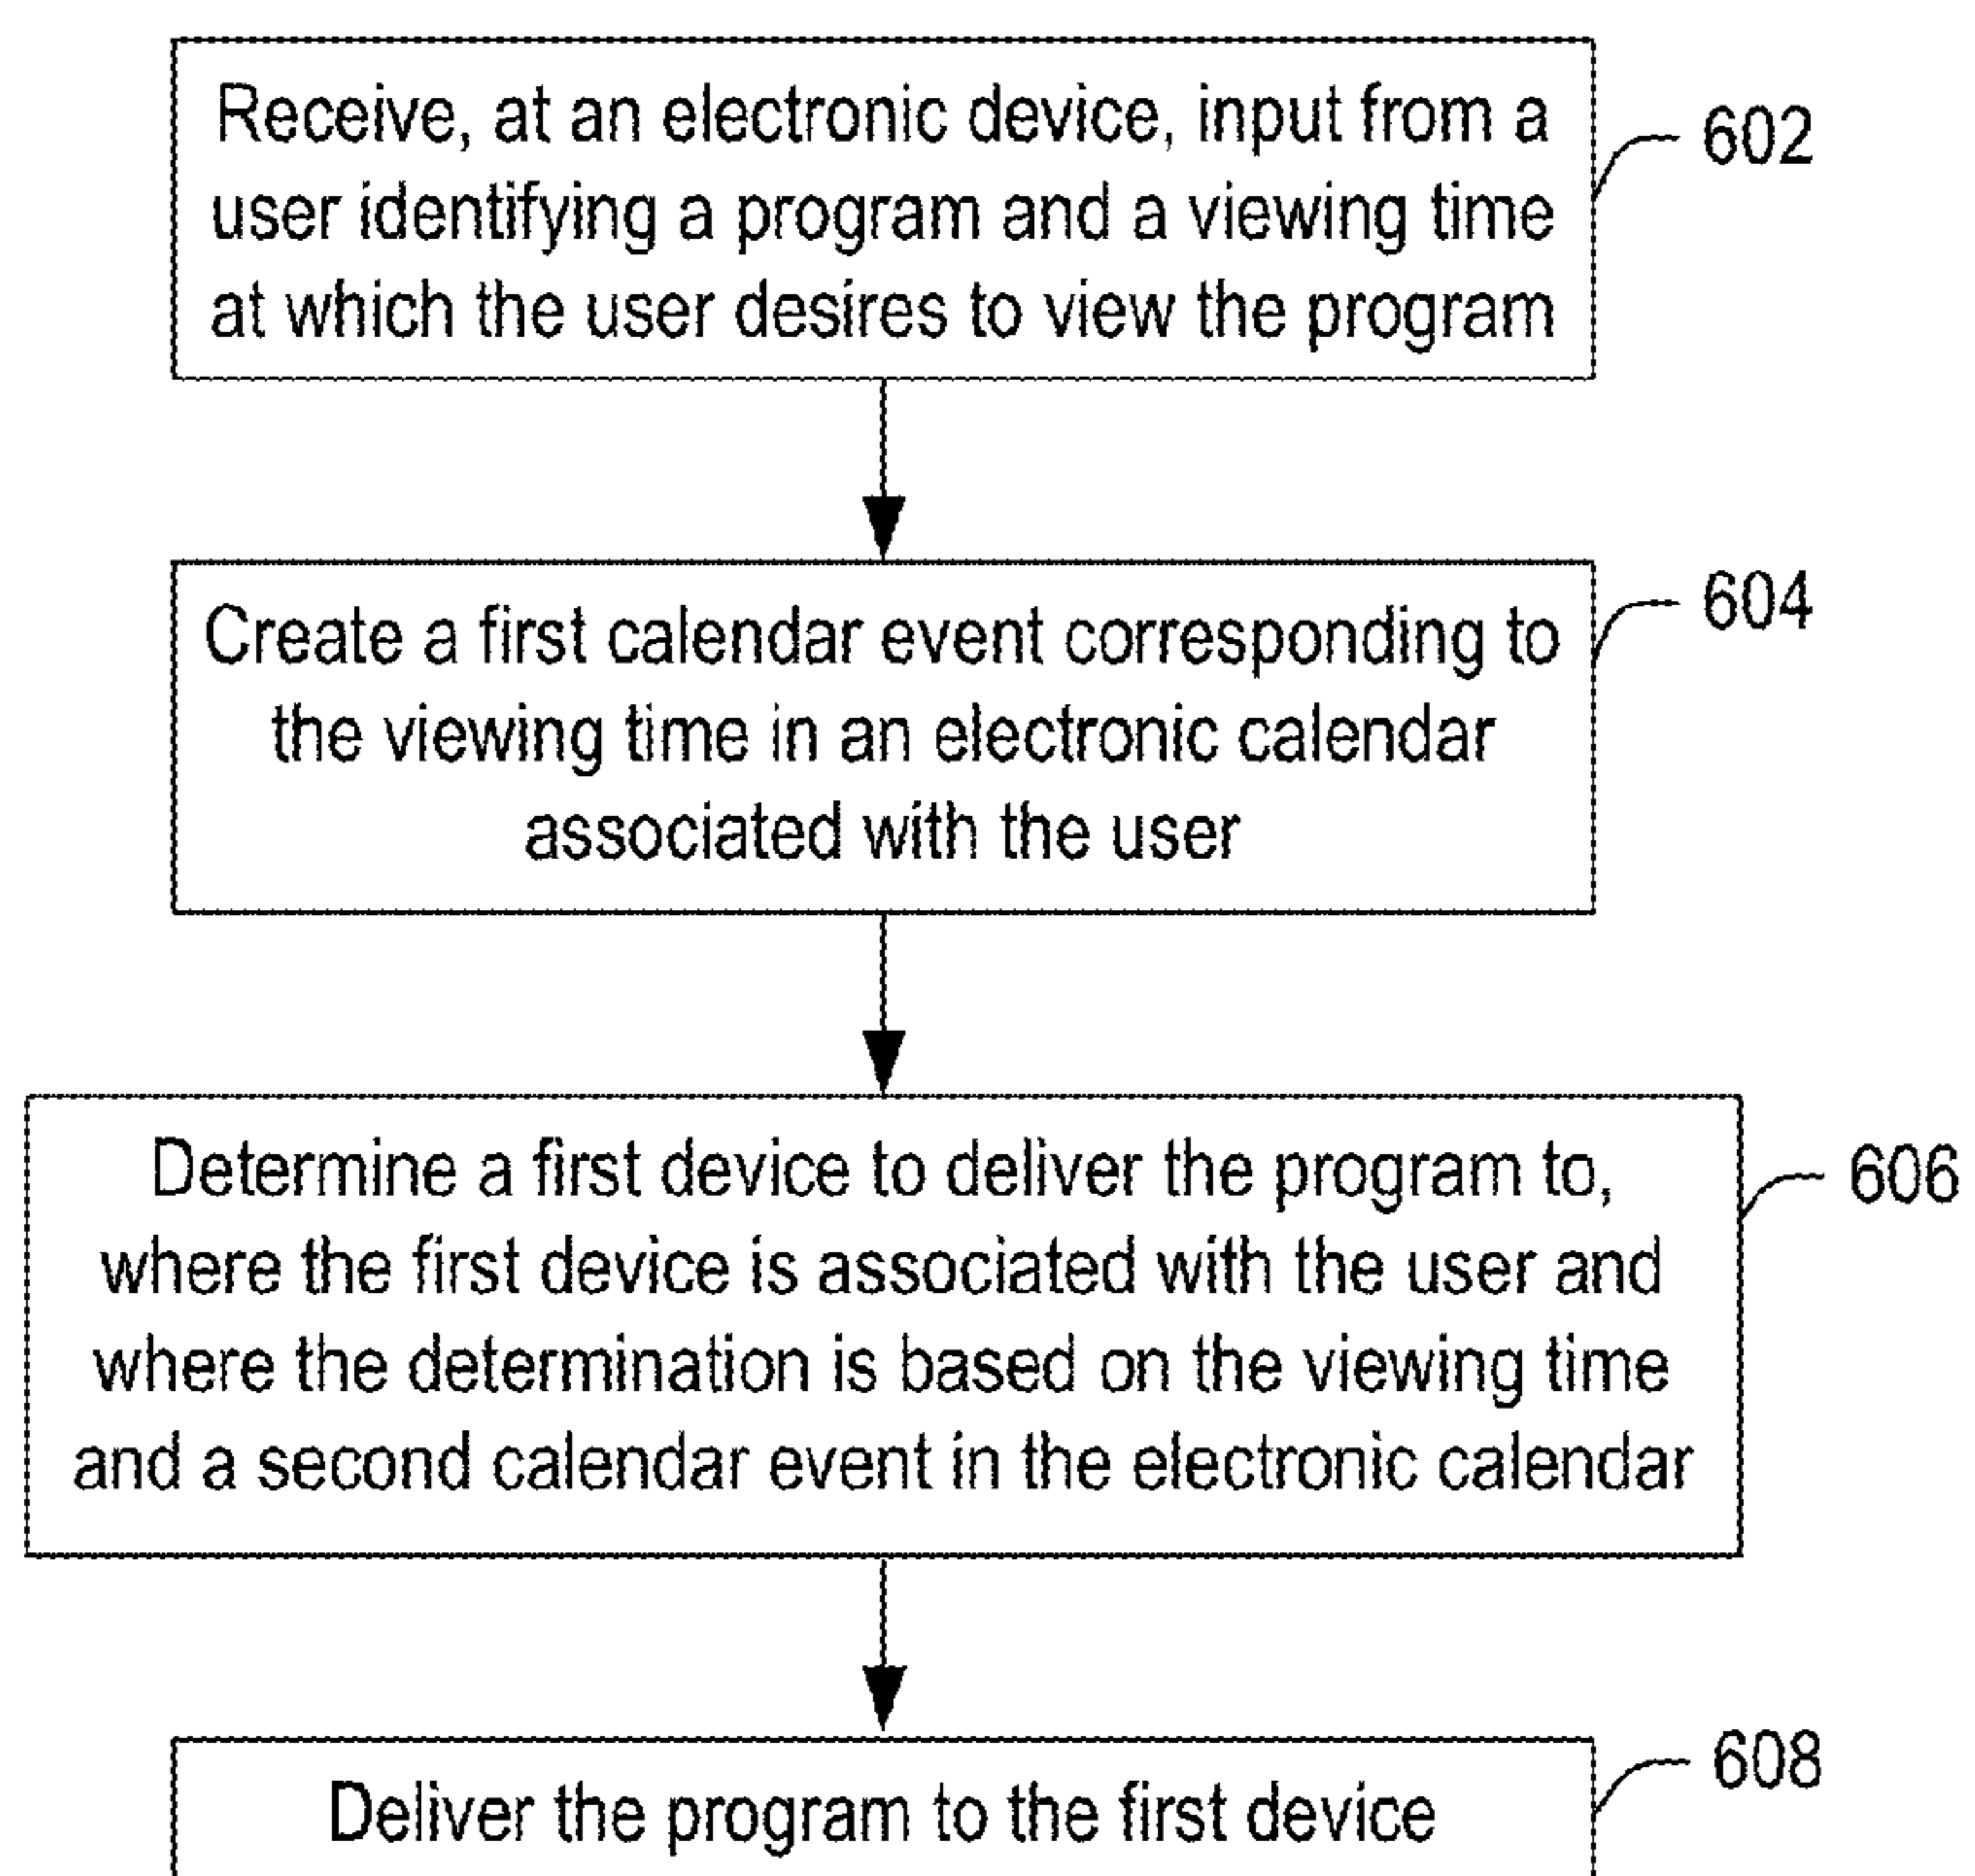 Receive, at an electronic device, input from a
user identifying a program and a viewing time
at which the user desires to view the program
602
Create a first calendar event corresponding to
the viewing time in an electronic calendar
associated with the user
604
Determine a first device to deliver the program to,
where the first device is associated with the user and
where the determination is based on the viewing time
and a second calendar event in the electronic calendar
606
Deliver the program to the first device
608